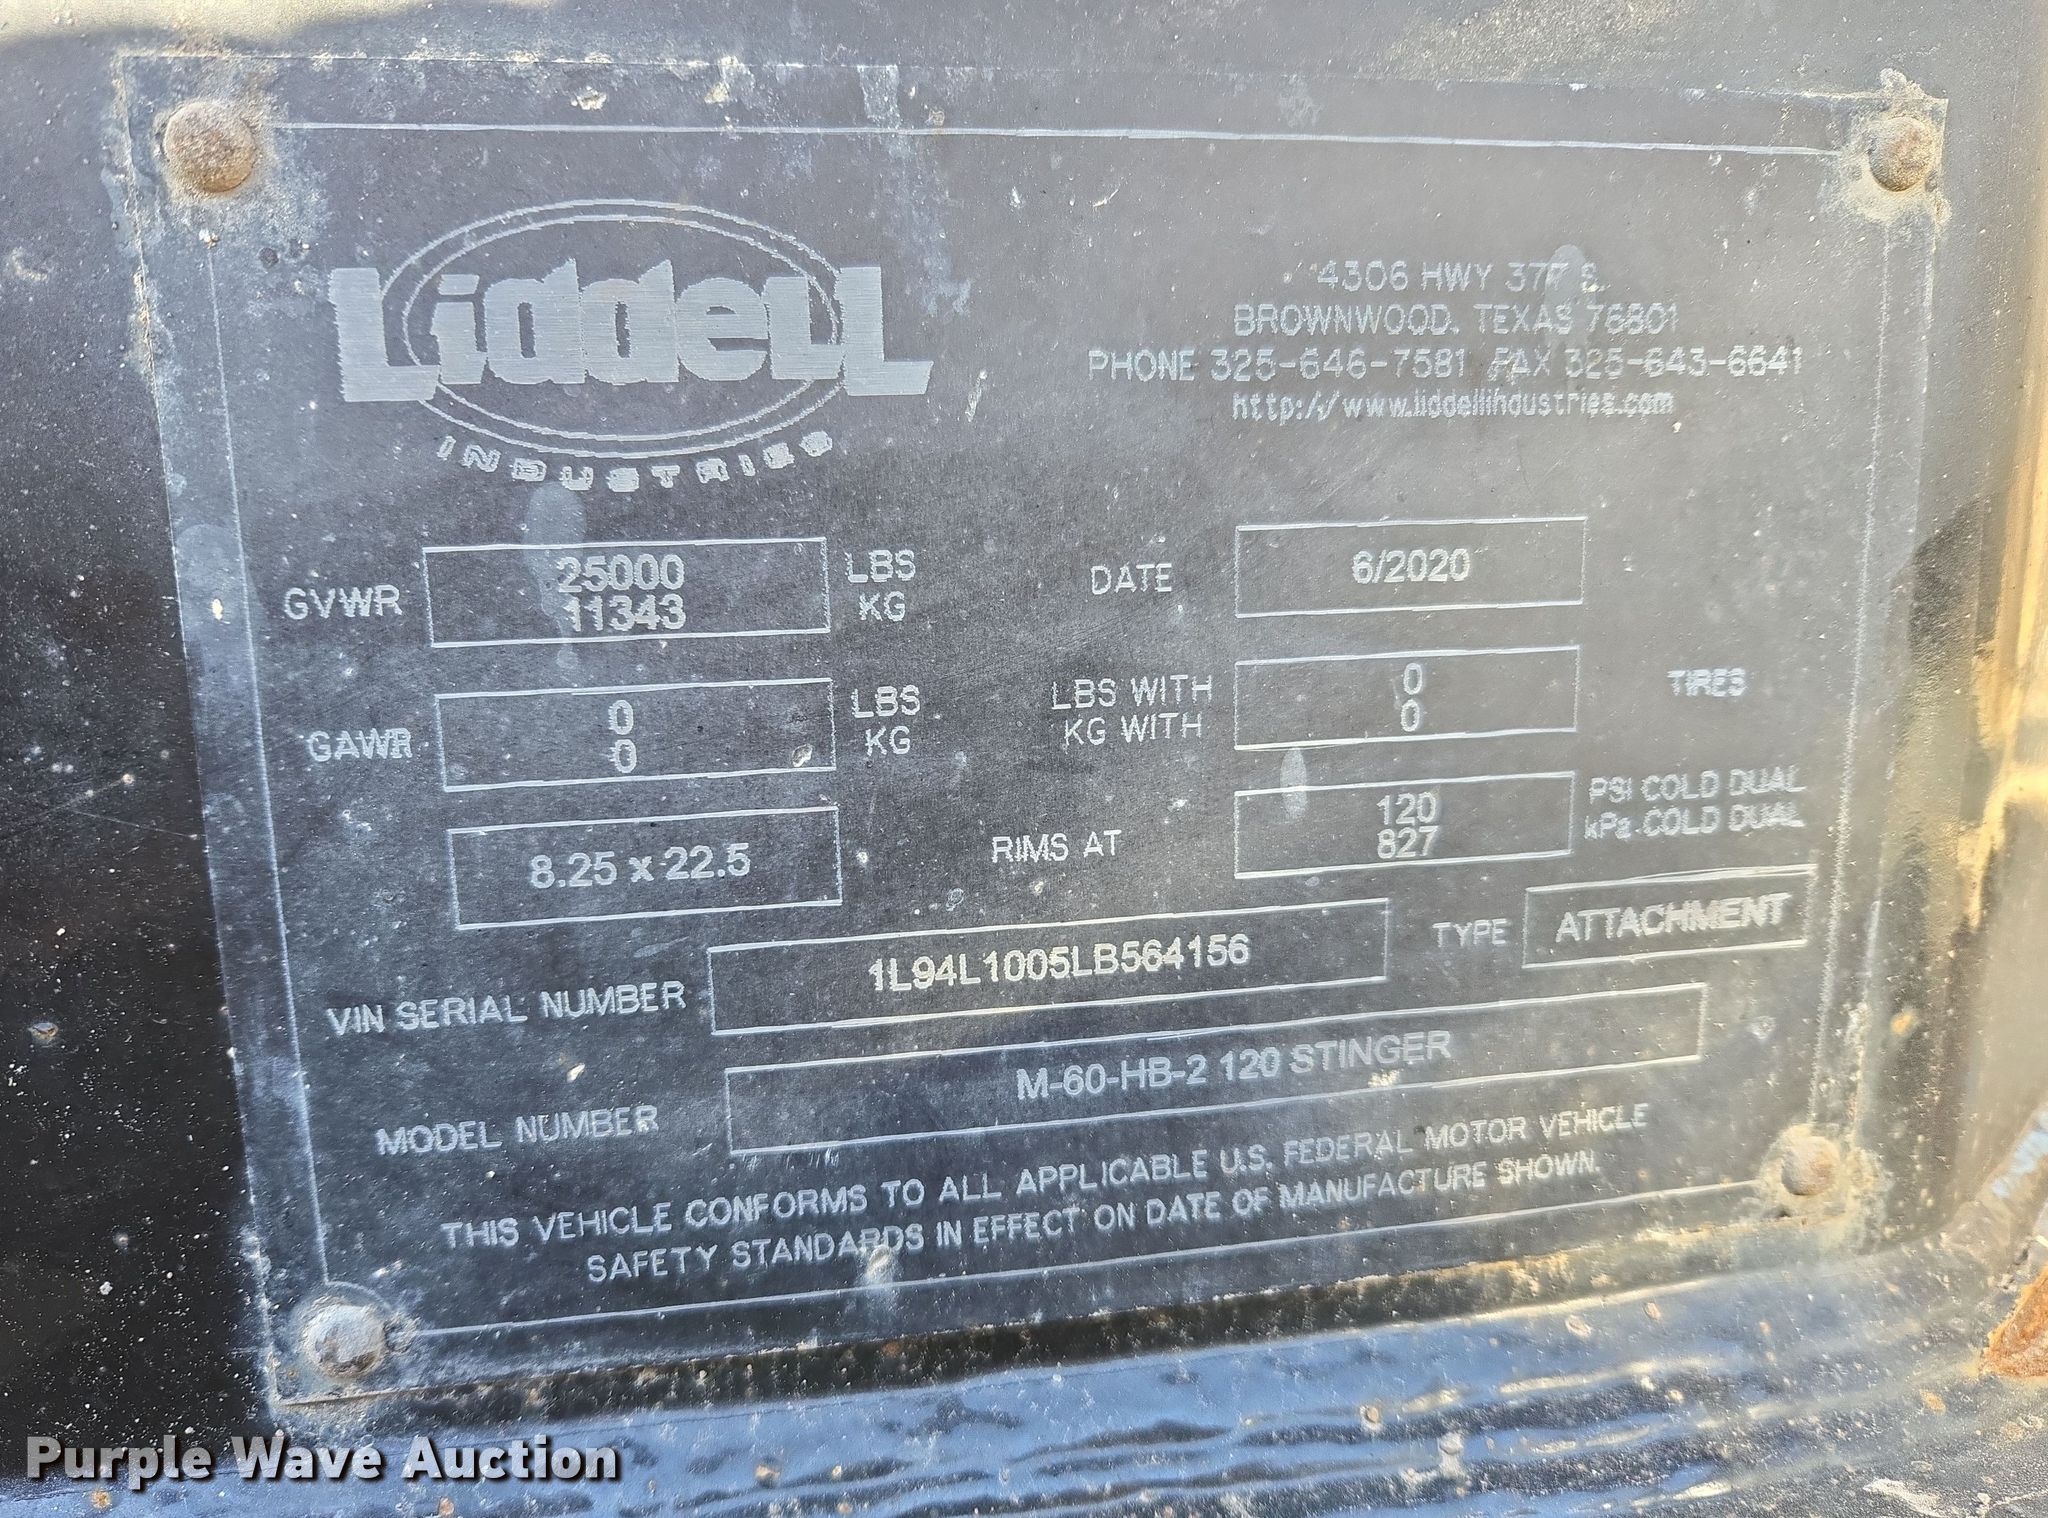 LiddeLL
INDUSTRIES
4306 HWY 377 S.
BROWNWOOD, TEXAS 76801
PHONE 325-646-7581 FAX 325-643-6641
http://www.liddellindustries.com
GVWR 25000 LBS
11343 KG
DATE 6/2020
GAWR 0 LBS
0 KG
LBS WITH 0 TIRES
KG WITH 0
8.25 x 22.5 RIMS AT 120 PSI COLD DUAL
827 kPa COLD DUAL
VIN SERIAL NUMBER 1L94L1005LB564156 TYPE ATTACHMENT
MODEL NUMBER M-60-HB-2 120 STINGER
THIS VEHICLE CONFORMS TO ALL APPLICABLE U.S. FEDERAL MOTOR VEHICLE
SAFETY STANDARDS IN EFFECT ON DATE OF MANUFACTURE SHOWN.
Purple Wave Auction